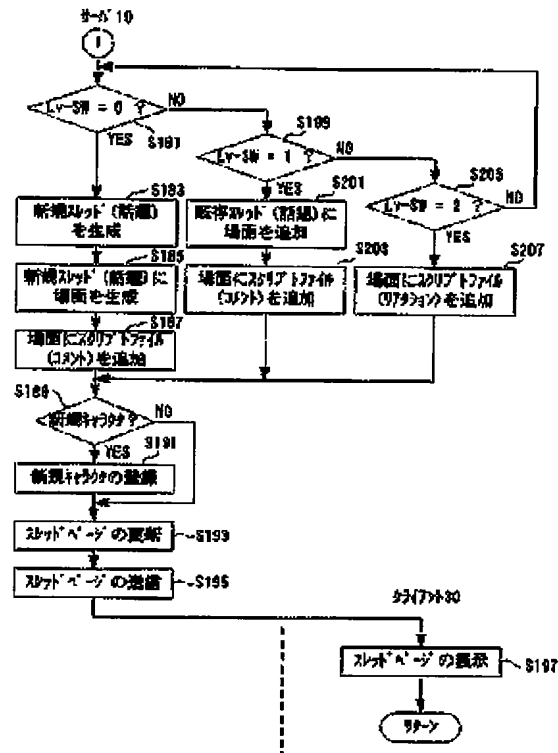 サーバ 10
Lv-SW = 0 ?
NO
YES
S181
S199
Lv-SW = 1 ?
NO
YES
S205
Lv-SW = 2 ?
NO
YES
S183
新規スレッド(話題)
を生成
S201
既存スレッド(話題)に
場面を追加
S185
新規スレッド(話題)に
場面を生成
S203
場面にスクリプトファイル
(コメント)を追加
S207
場面にスクリプトファイル
(リアクション)を追加
S187
場面にスクリプトファイル
(コメント)を追加
S189
新規キャラクタ?
NO
YES
S191
新規キャラクタの登録
スレッドページの更新
S193
スレッドページの送信
S195
クライアント30
スレッドページの表示
S197
リターン